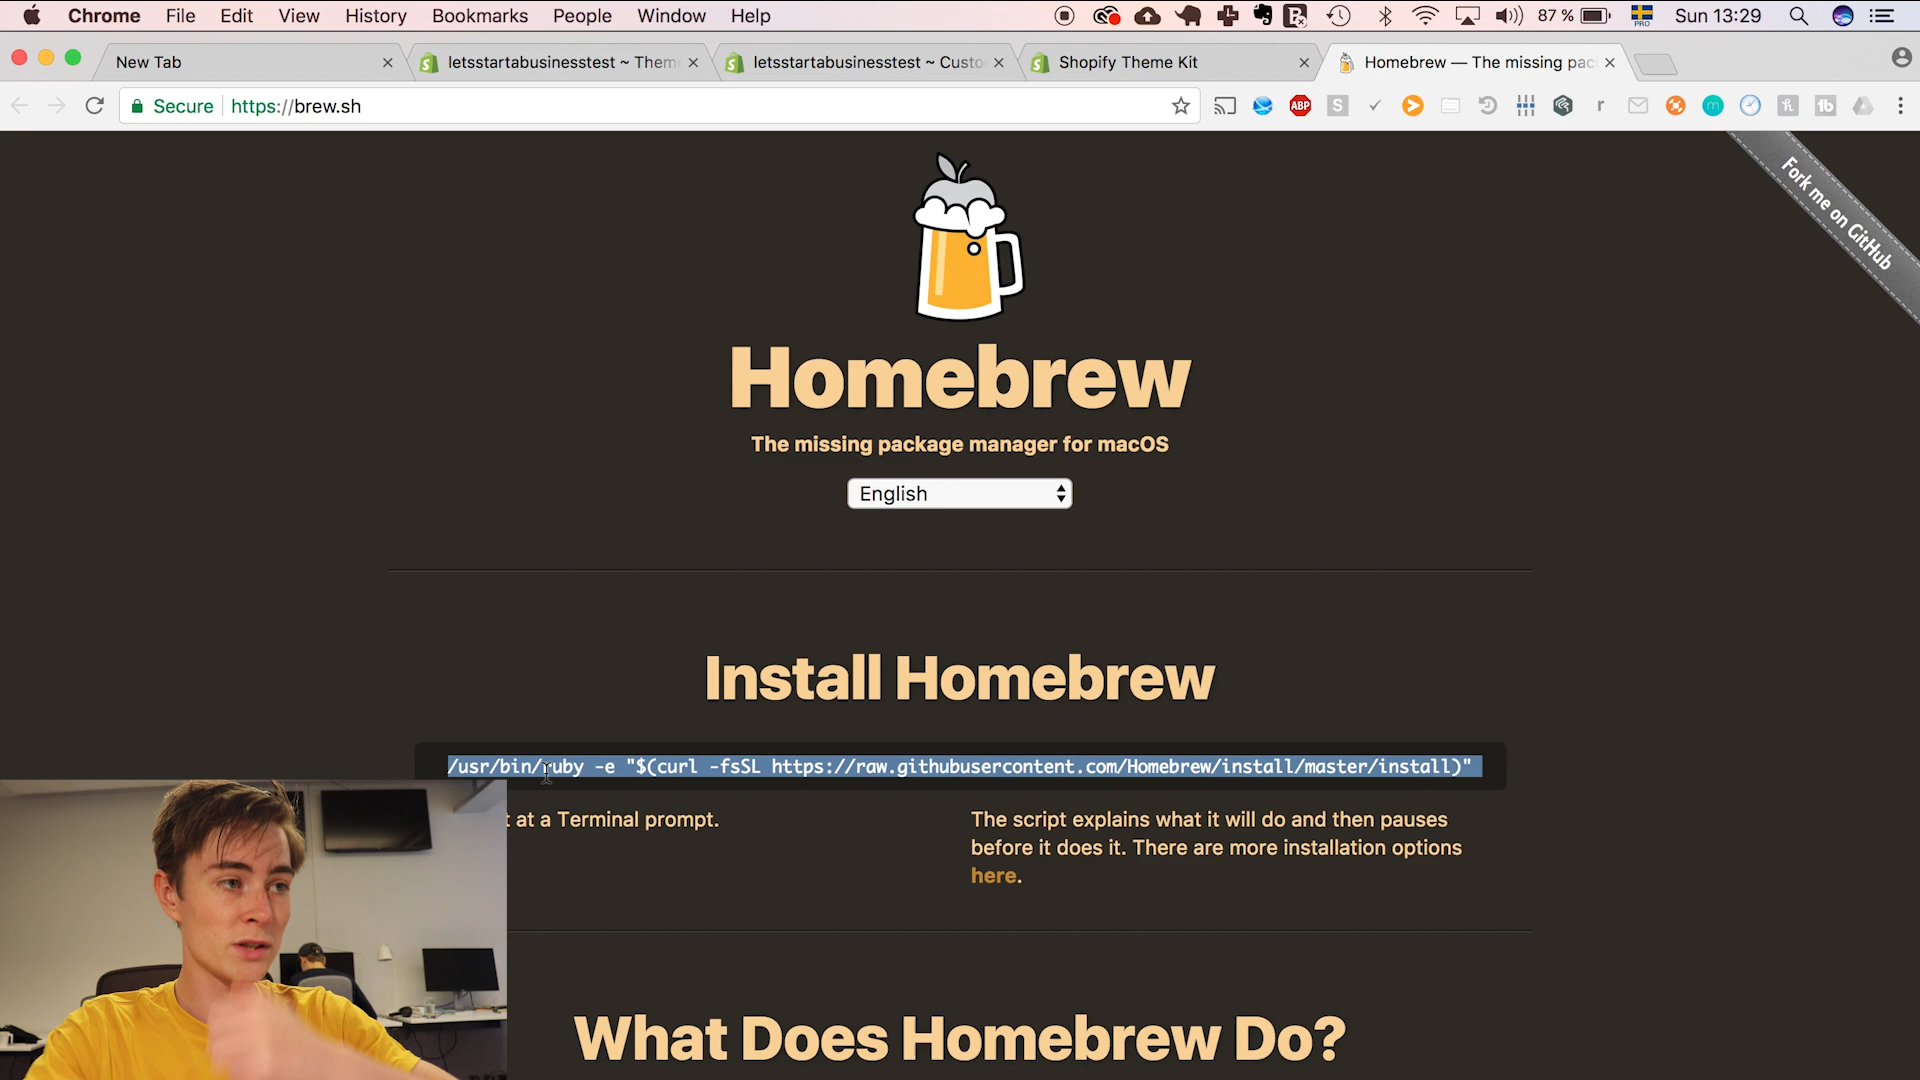 Chrome File Edit View History Bookmarks People Window Help 87 % PRO Sun 13:29
New Tab letsstartabusinesstest ~ Them letsstartabusinesstest ~ Custo Shopify Theme Kit Homebrew — The missing pac
Secure https://brew.sh ABP
Fork me on GitHub
Homebrew
The missing package manager for macOS
English
Install Homebrew
/usr/bin/ruby -e "$(curl -fsSL https://raw.githubusercontent.com/Homebrew/install/master/install)"
t at a Terminal prompt.
The script explains what it will do and then pauses
before it does it. There are more installation options
here.
What Does Homebrew Do?